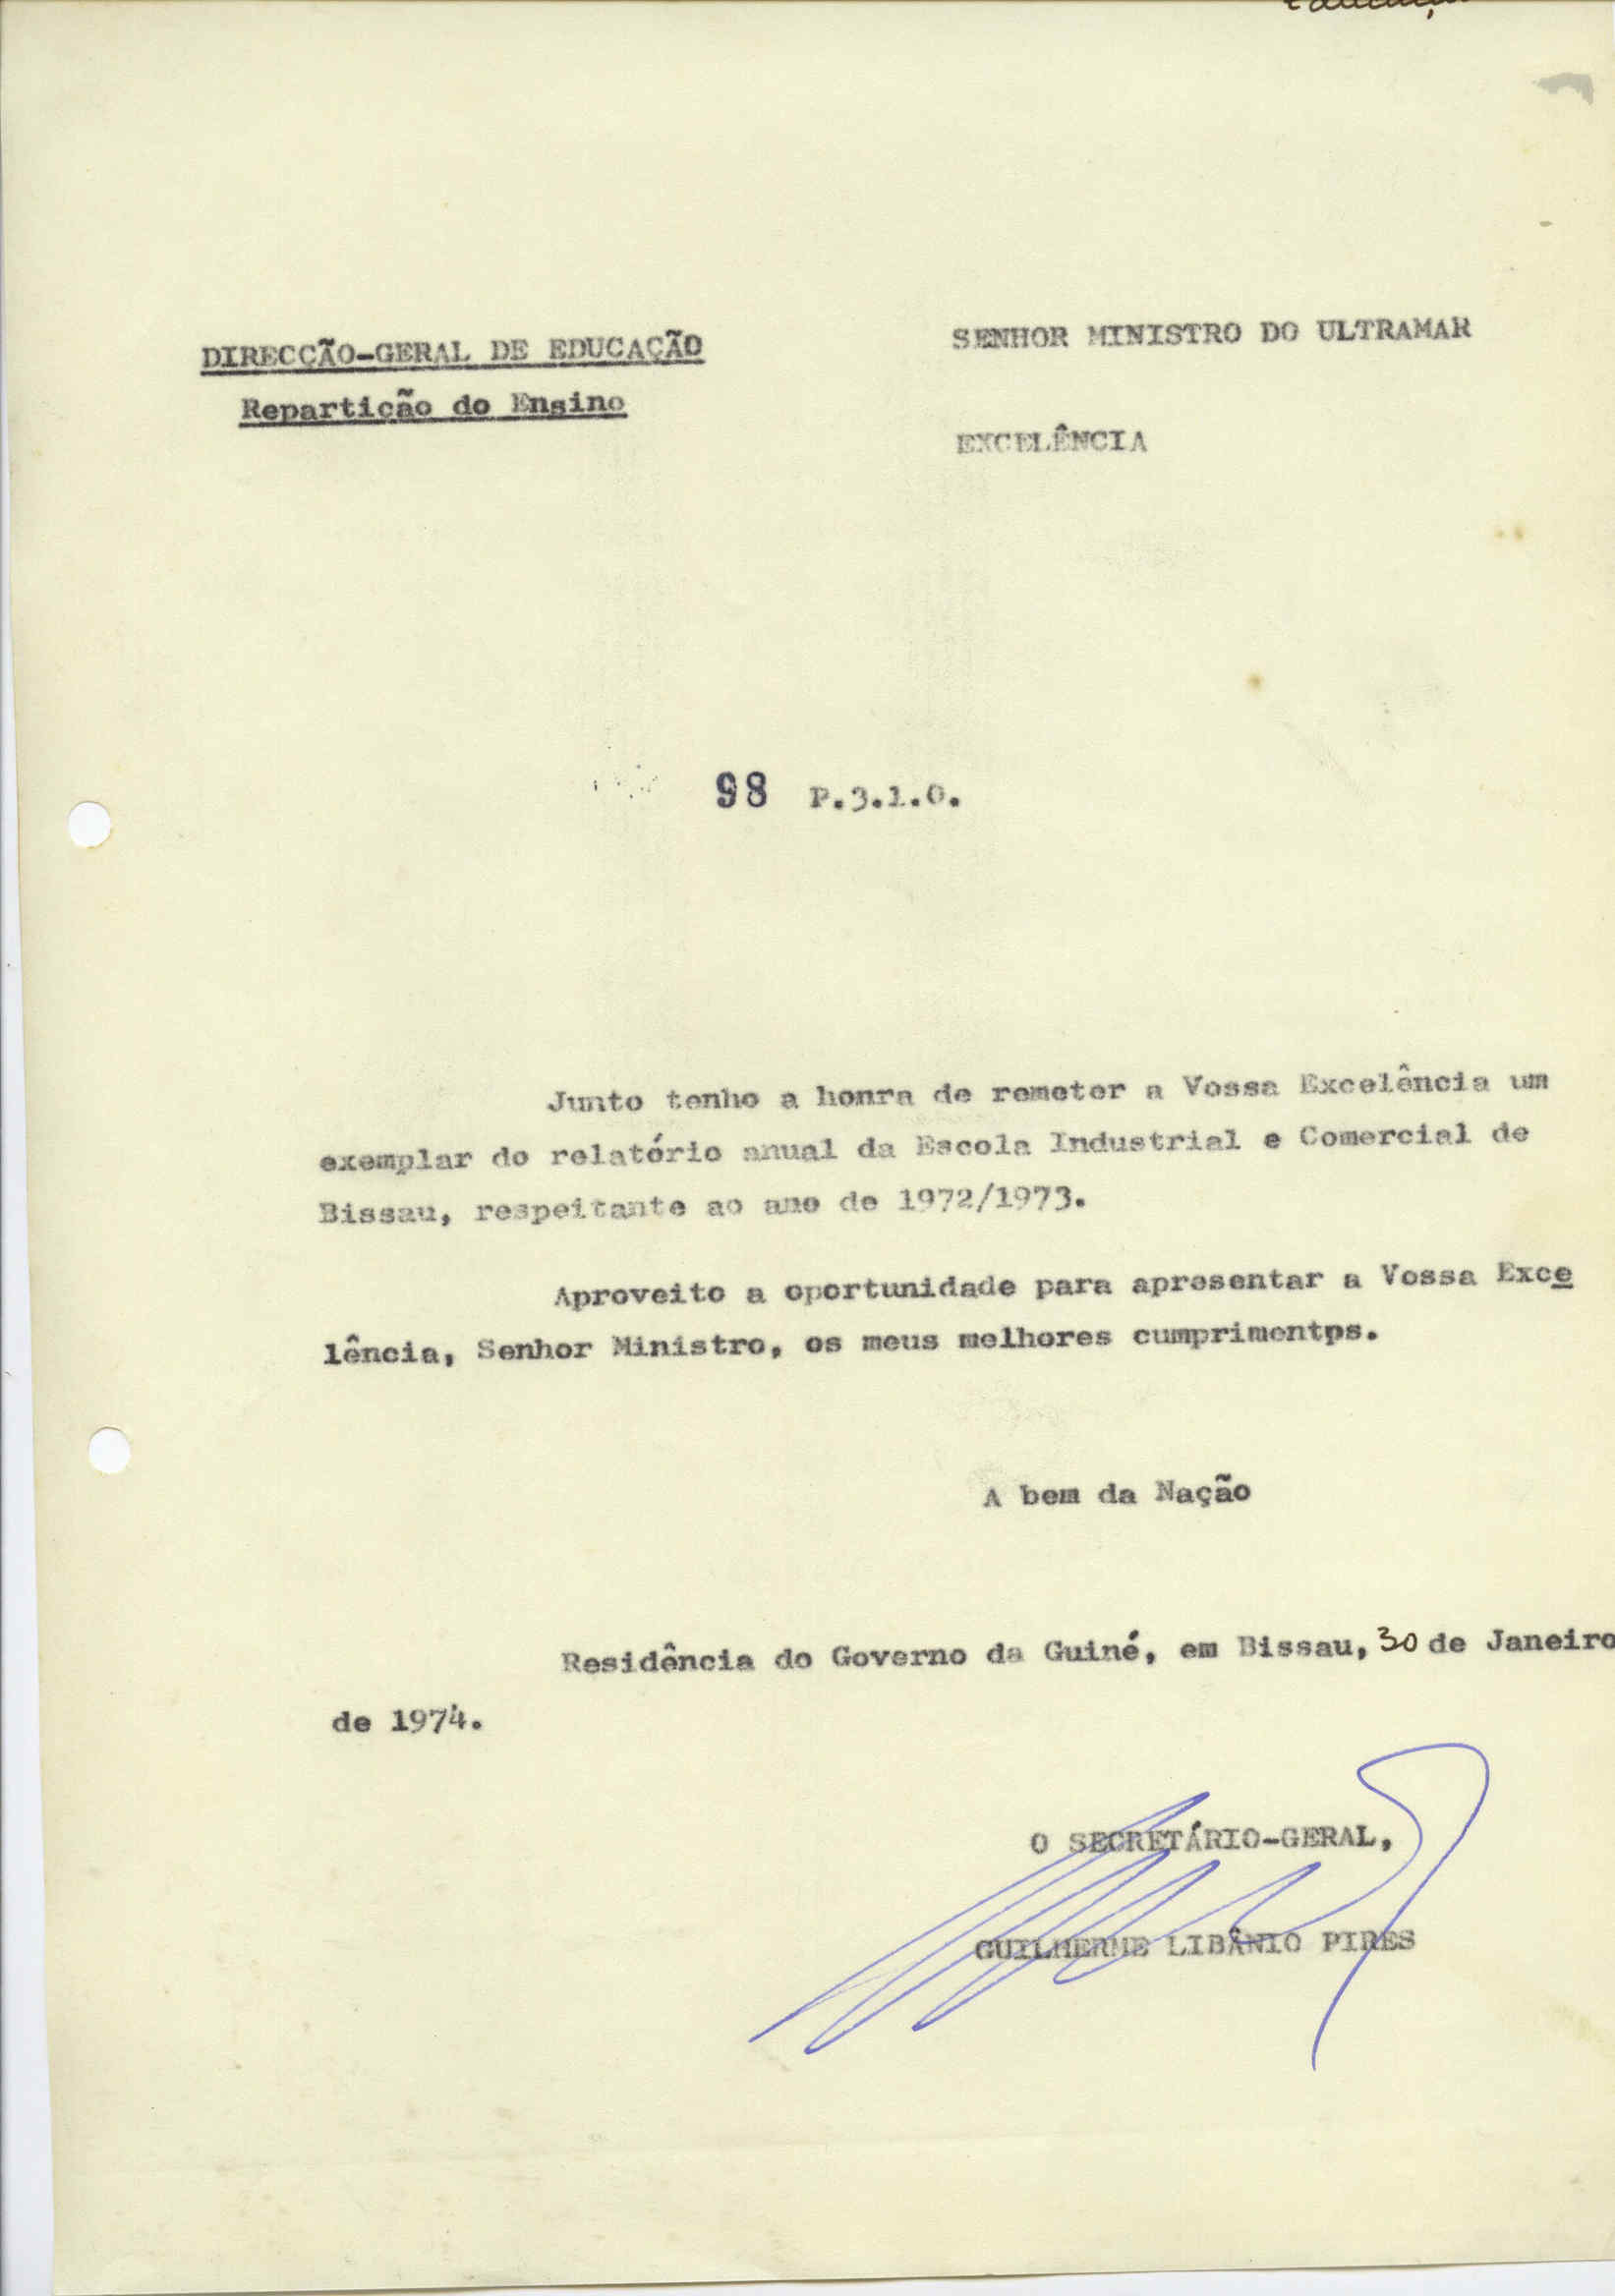 DIRECÇÃO-GERAL DE EDUCAÇÃO
Repartição do Ensino
SENHOR MINISTRO DO ULTRAMAR
EXCELÊNCIA
98 P.3.1.0.
Junto tenho a honra de remeter a Vossa Excelência um
exemplar do relatório anual da Escola Industrial e Comercial de
Bissau, respeitante ao ano de 1972/1973.
Aproveito a oportunidade para apresentar a Vossa Exce
lência, Senhor Ministro, os meus melhores cumprimentps.
A bem da Nação
Residência do Governo da Guiné, em Bissau, 30 de Janeiro
de 1974.
O SECRETÁRIO-GERAL,
GUILHERME LIBÂNIO PIRES